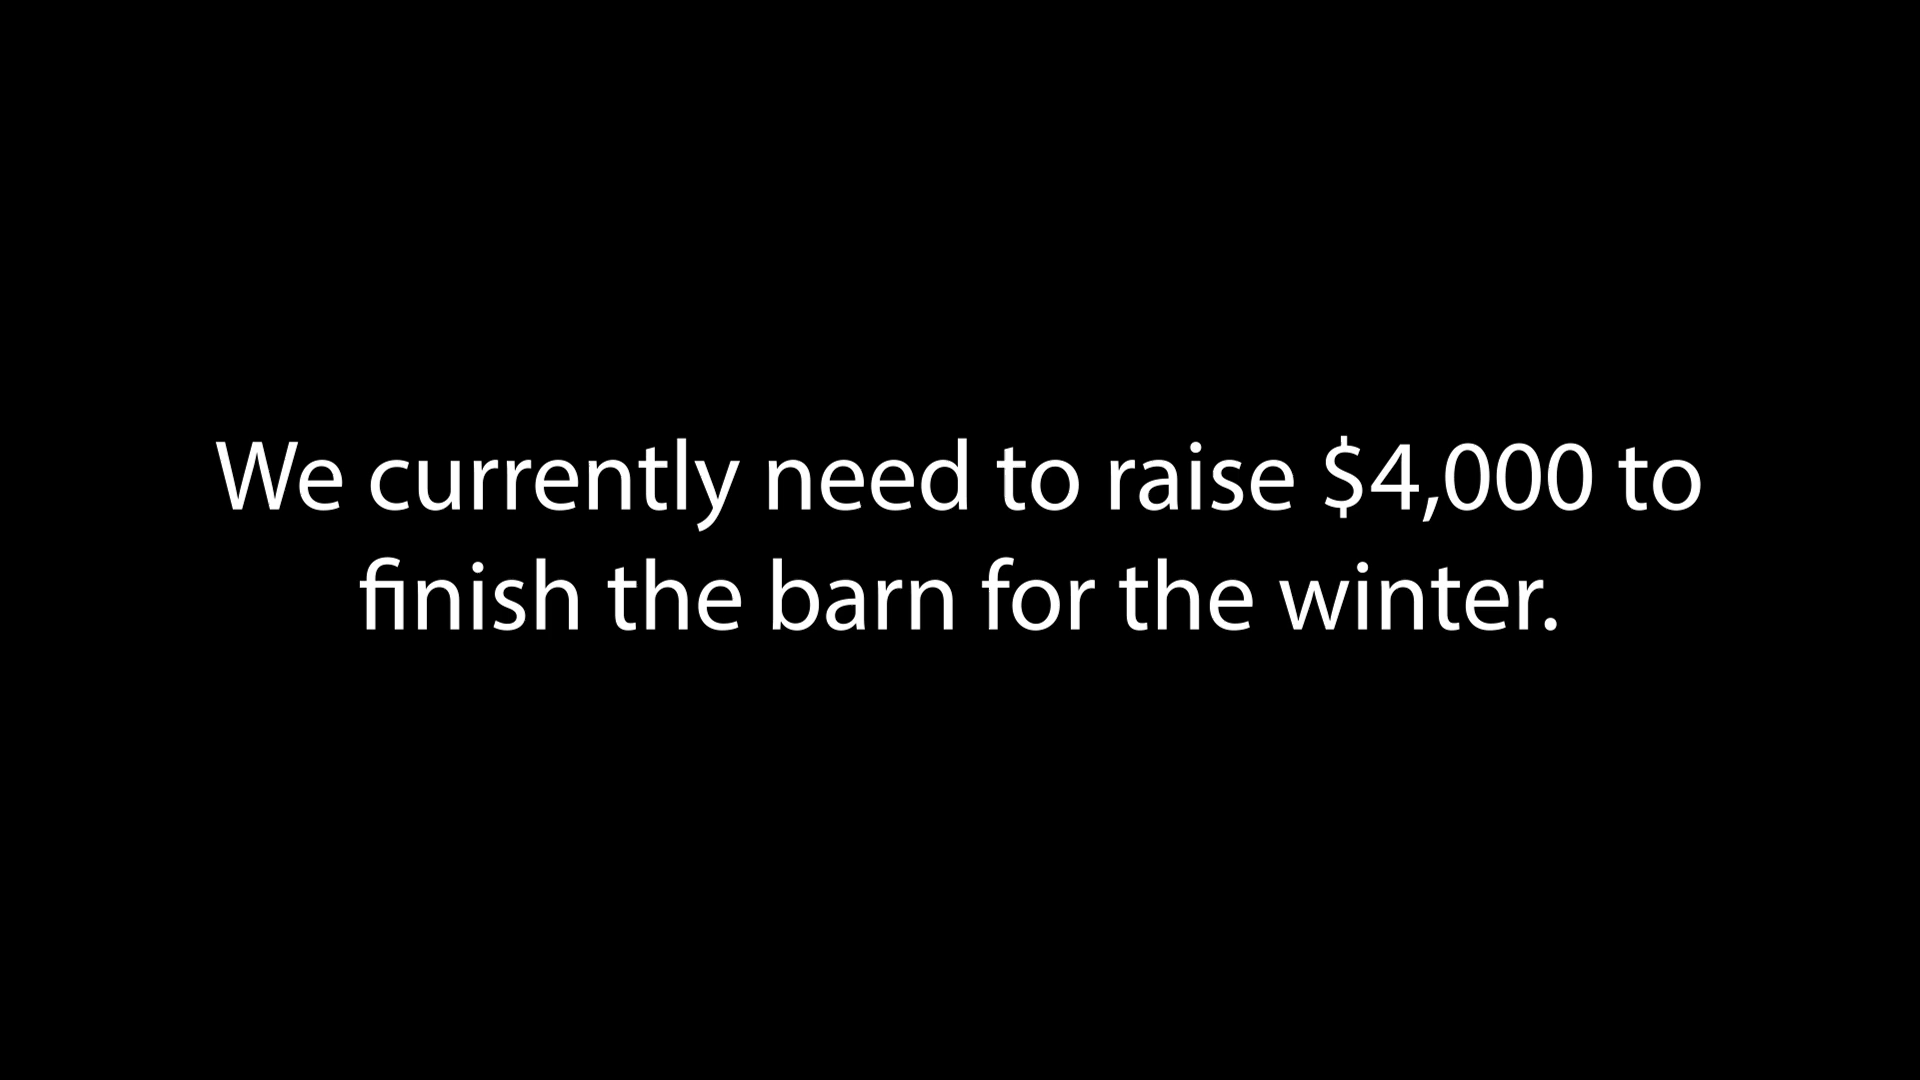 We currently need to raise $4,000 to
finish the barn for the winter.